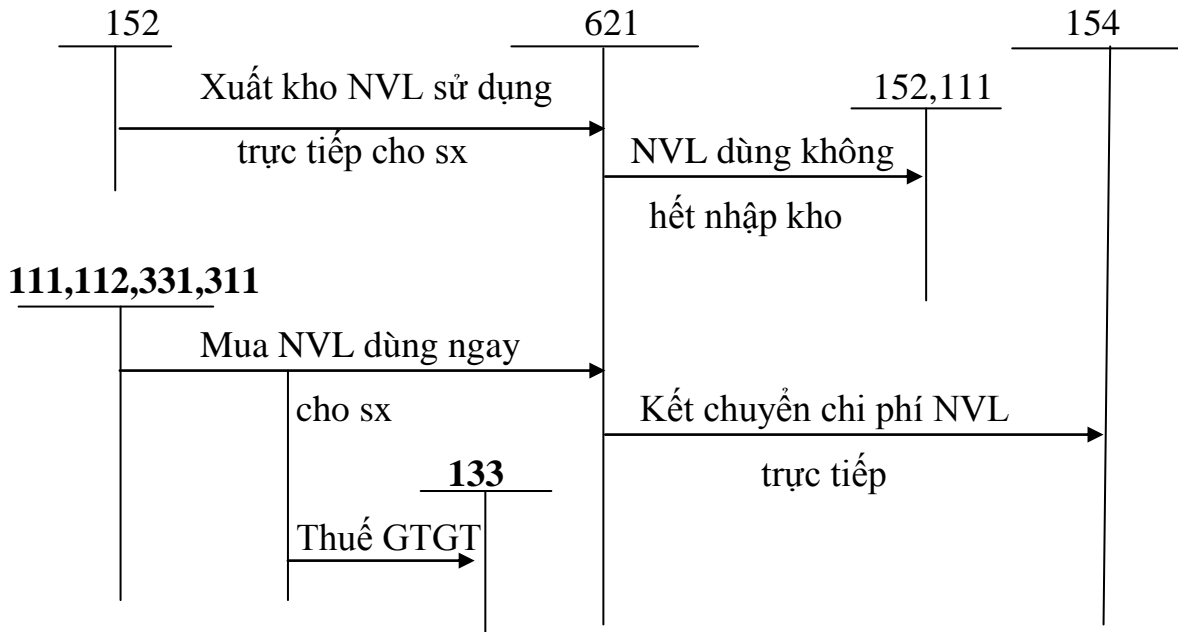 152
621
154
Xuất kho NVL sử dụng
trực tiếp cho sx
152,111
NVL dùng không
hết nhập kho
111,112,331,311
Mua NVL dùng ngay
cho sx
Kết chuyển chi phí NVL
trực tiếp
133
Thuế GTGT